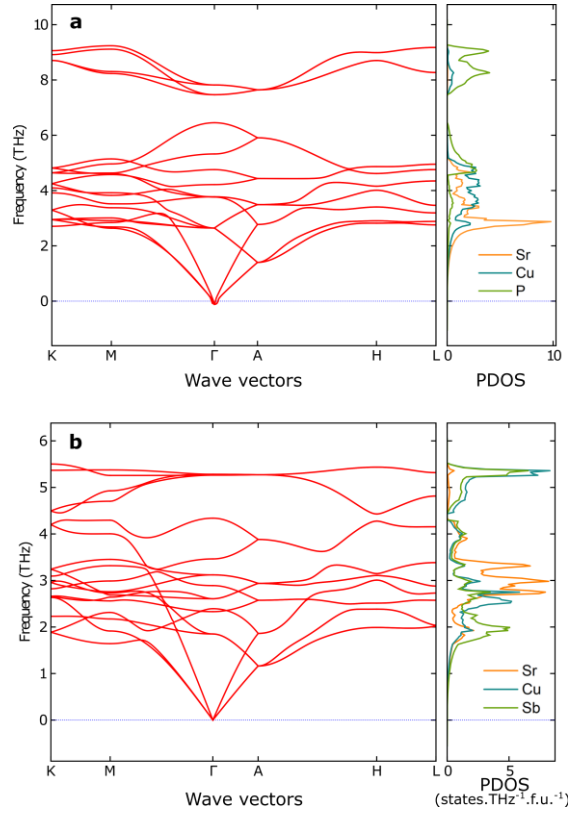 a
10
8
6
4
2
0
Frequency (THz)
K M Γ A H L
Wave vectors
Sr
Cu
P
0 10
PDOS
b
6
5
4
3
2
1
0
Frequency (THz)
K M Γ A H L
Wave vectors
Sr
Cu
Sb
0 5
PDOS
(states.THz⁻¹.f.u.⁻¹)